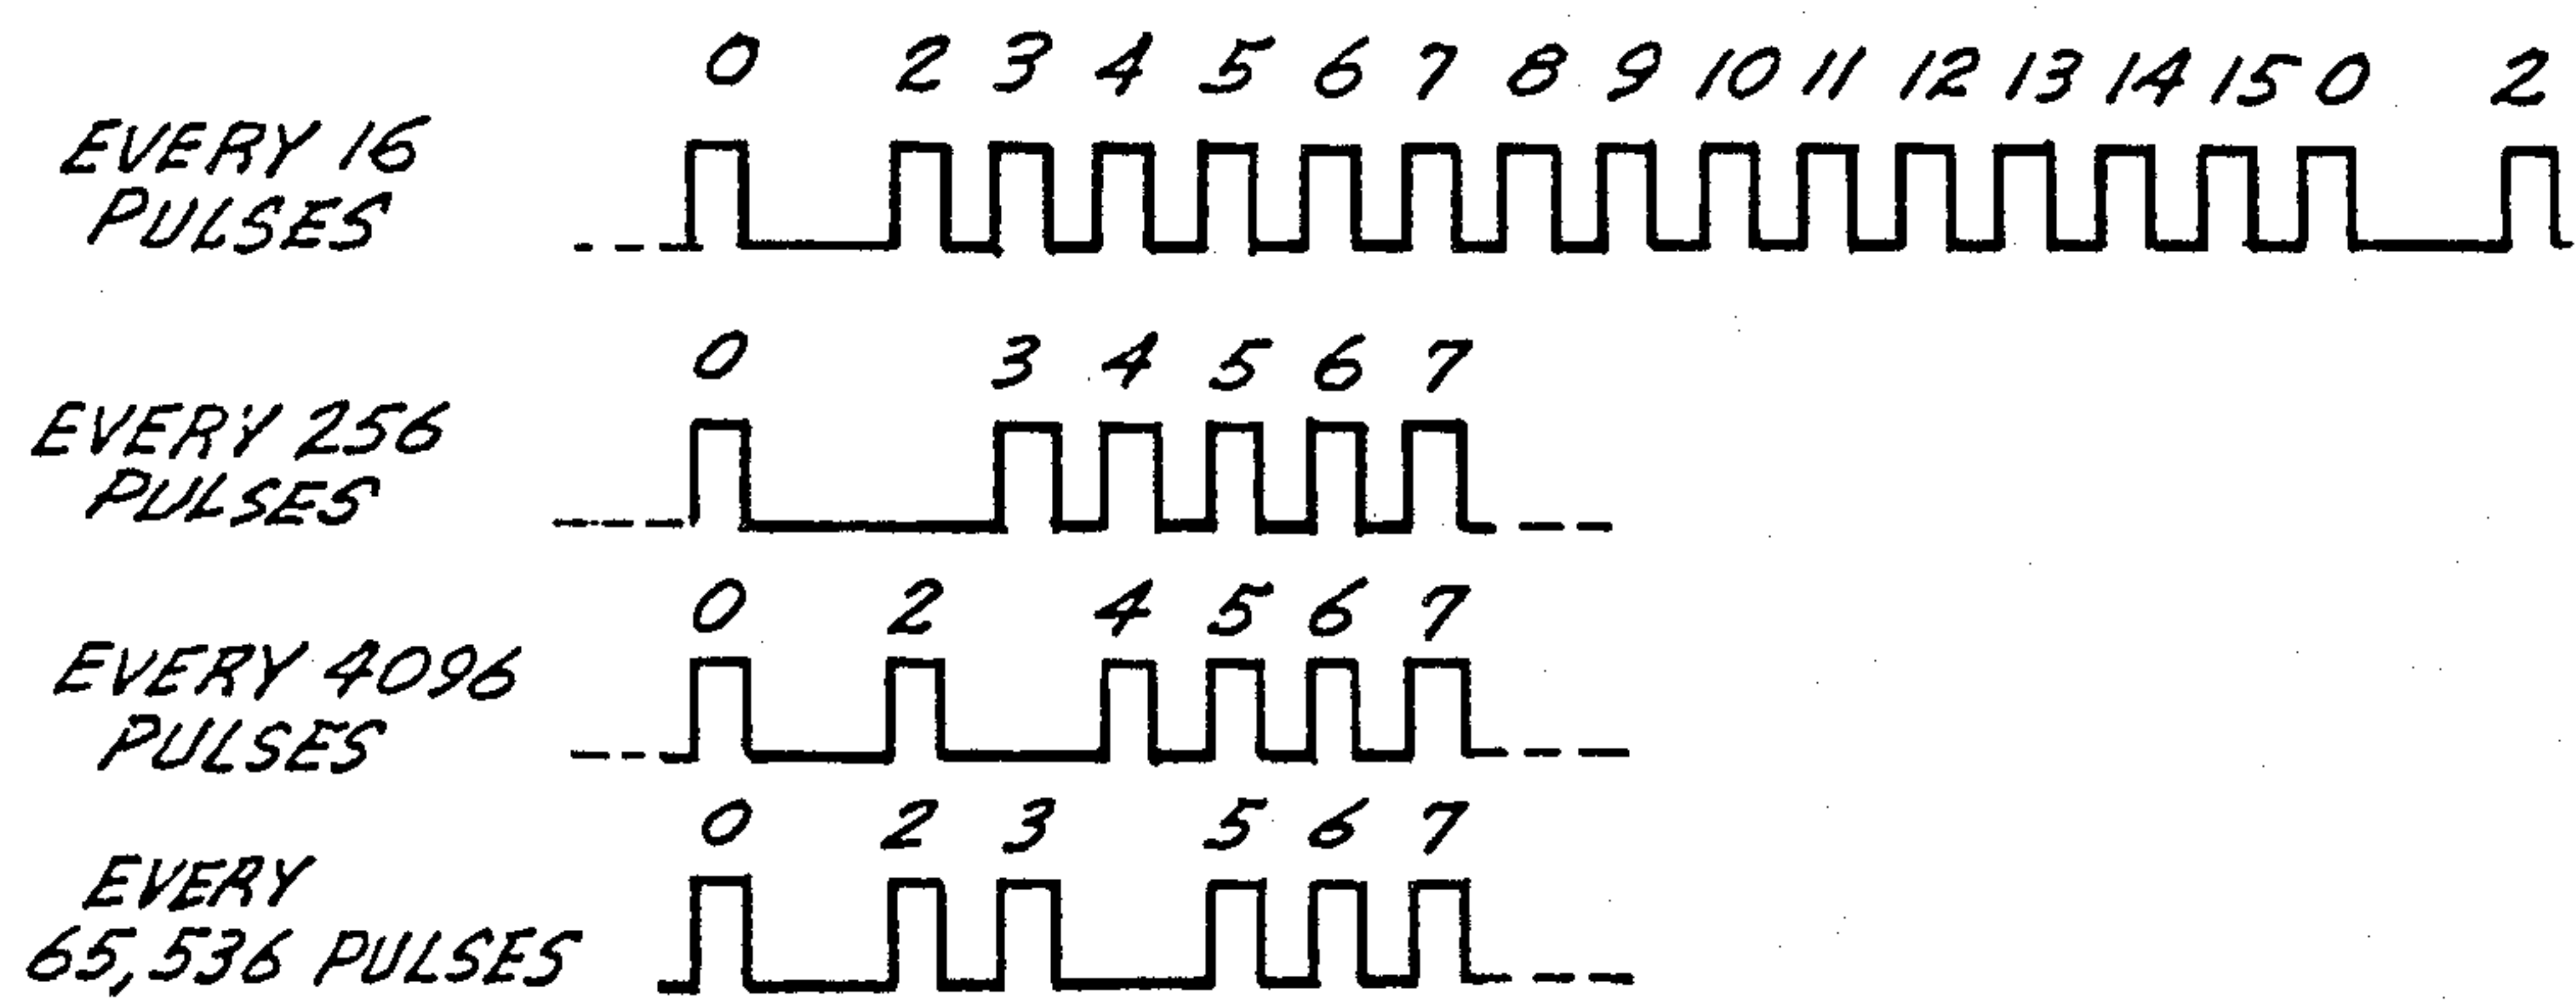 0 2 3 4 5 6 7 8 9 10 11 12 13 14 15 0 2
EVERY 16
PULSES
0 3 4 5 6 7
EVERY 256
PULSES
0 2 4 5 6 7
EVERY 4096
PULSES
0 2 3 5 6 7
EVERY
65,536 PULSES